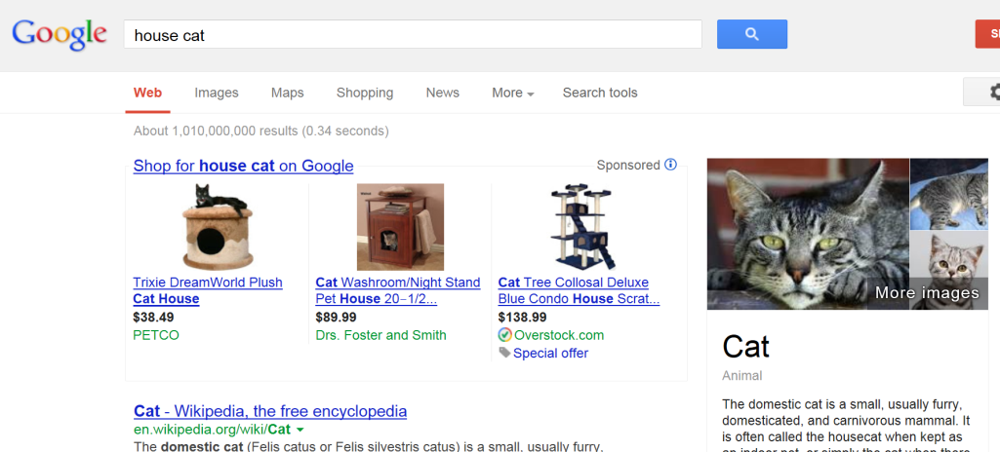 Google
house cat
Web Images Maps Shopping News More Search tools
About 1,010,000,000 results (0.34 seconds)
Shop for house cat on Google
Sponsored
Trixie DreamWorld Plush
Cat House
$38.49
PETCO
Cat Washroom/Night Stand
Pet House 20–1/2...
$89.99
Drs. Foster and Smith
Cat Tree Collosal Deluxe
Blue Condo House Scrat...
$138.99
Overstock.com
Special offer
Cat - Wikipedia, the free encyclopedia
en.wikipedia.org/wiki/Cat
The domestic cat (Felis catus or Felis silvestris catus) is a small, usually furry,
More images
Cat
Animal
The domestic cat is a small, usually furry,
domesticated, and carnivorous mammal. It
is often called the housecat when kept as
an indoor pet, or simply the cat when there